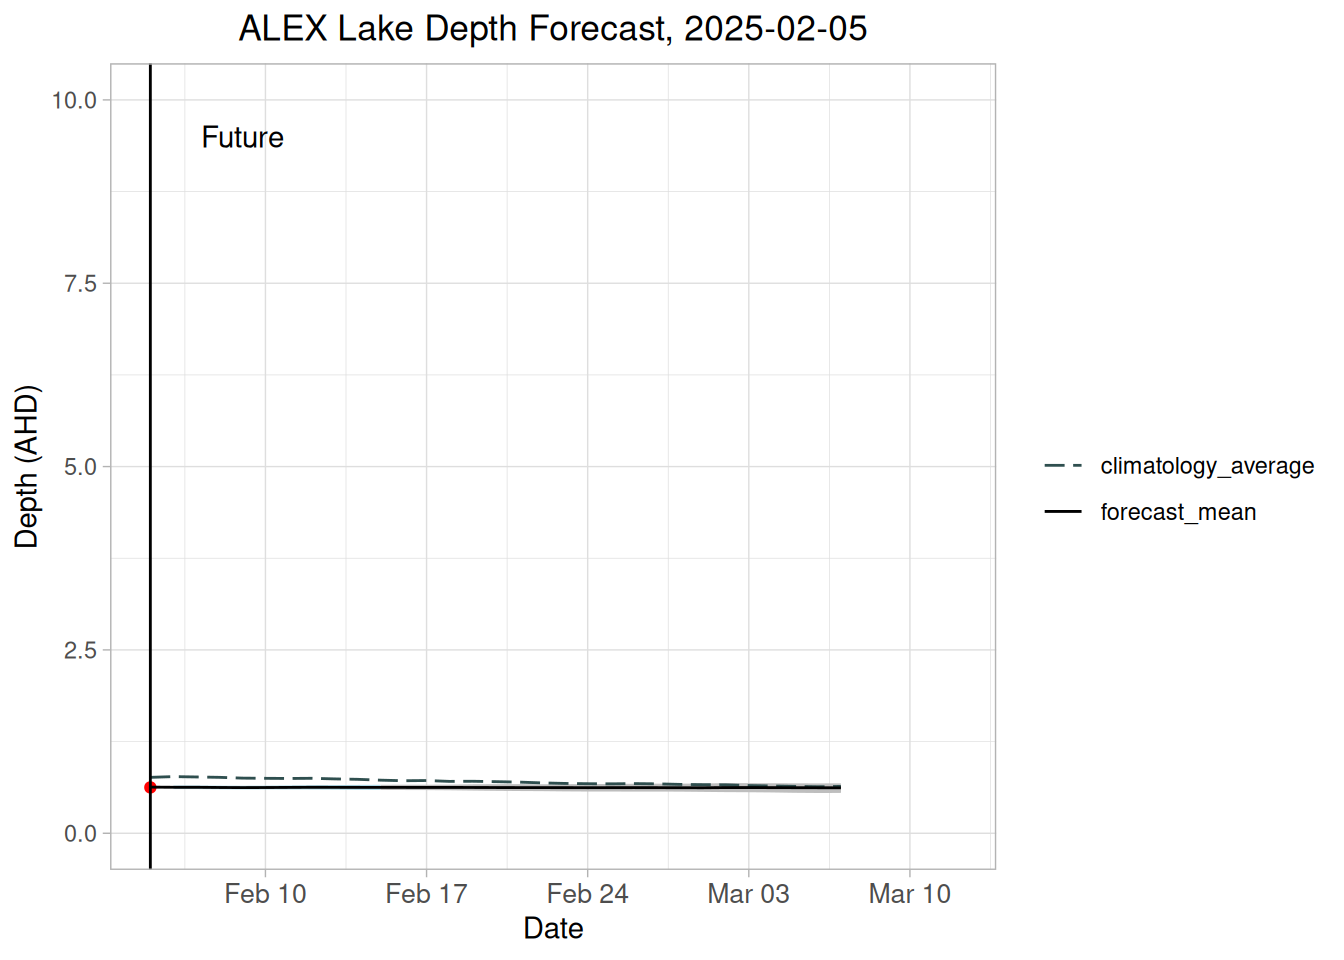 ALEX Lake Depth Forecast, 2025-02-05
10.0
Future
7.5
5.0
2.5
0.0
Depth (AHD)
Feb 10
Feb 17
Feb 24
Mar 03
Mar 10
Date
climatology_average
forecast_mean